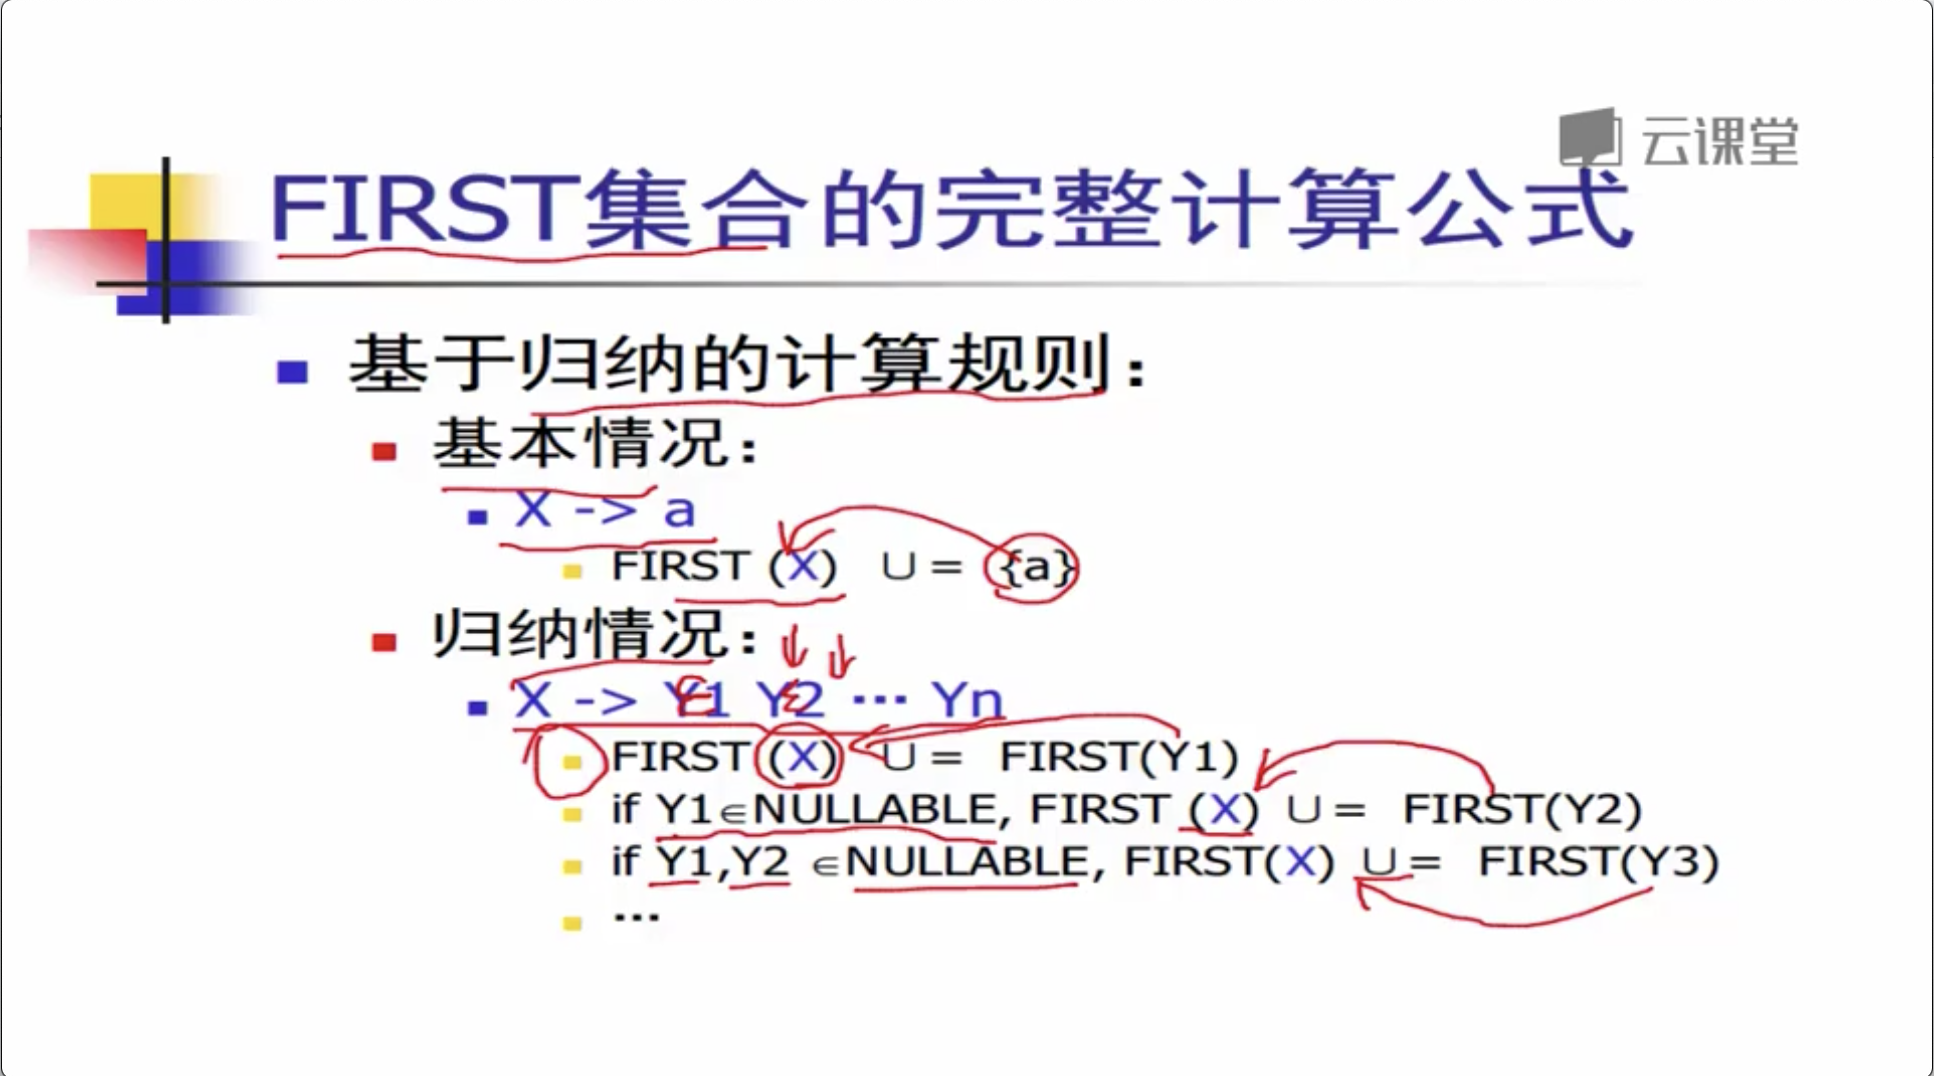 云课堂
FIRST集合的完整计算公式
基于归纳的计算规则：
基本情况：
X -> a
FIRST (X) ∪= {a}
归纳情况：
X -> Y1 Y2 … Yn
ε ε
FIRST (X) ∪= FIRST(Y1)
if Y1∈NULLABLE, FIRST (X) ∪= FIRST(Y2)
if Y1,Y2 ∈NULLABLE, FIRST(X) ∪= FIRST(Y3)
…